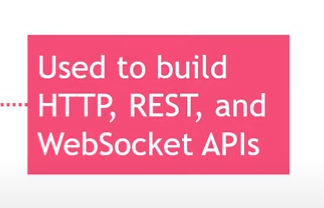 Used to build
HTTP, REST, and
WebSocket APIs